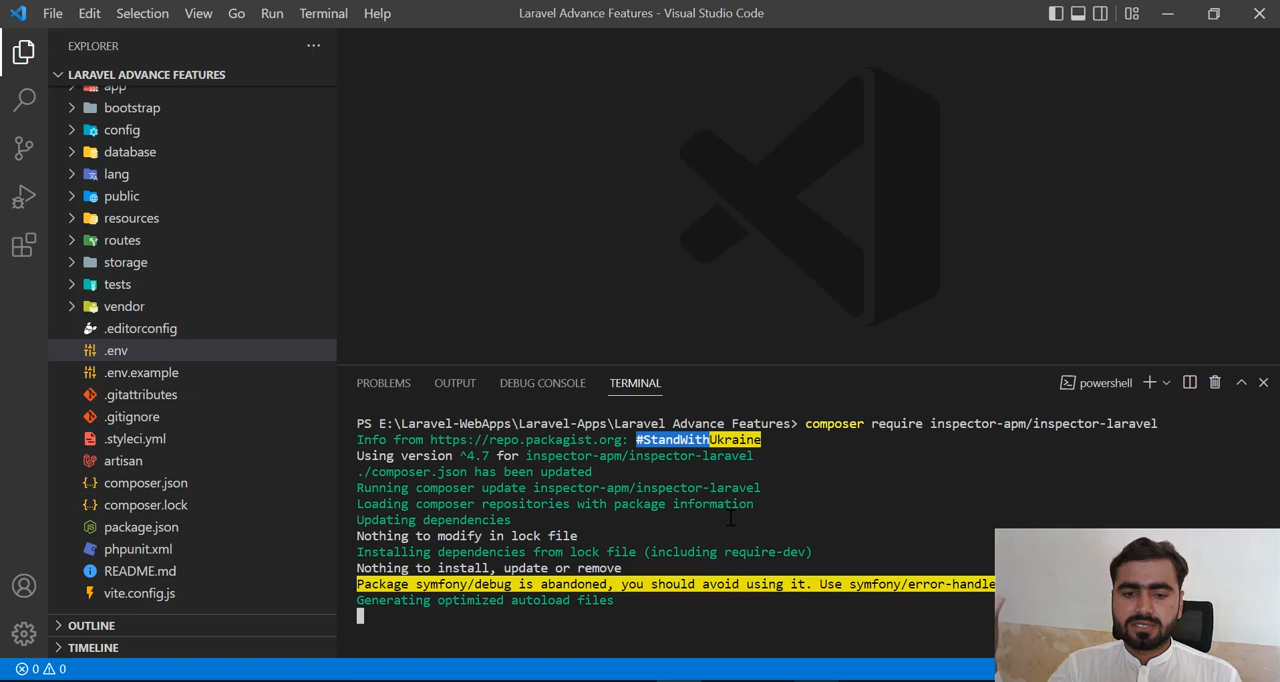 File Edit Selection View Go Run Terminal Help
Laravel Advance Features - Visual Studio Code
EXPLORER
LARAVEL ADVANCE FEATURES
app
bootstrap
config
database
lang
public
resources
routes
storage
tests
vendor
.editorconfig
.env
.env.example
.gitattributes
.gitignore
.styleci.yml
artisan
composer.json
composer.lock
package.json
phpunit.xml
README.md
vite.config.js
OUTLINE
TIMELINE
0 0
PROBLEMS OUTPUT DEBUG CONSOLE TERMINAL
powershell
PS E:\Laravel-WebApps\Laravel-Apps\Laravel Advance Features> composer require inspector-apm/inspector-laravel
Info from https://repo.packagist.org: #StandWithUkraine
Using version ^4.7 for inspector-apm/inspector-laravel
./composer.json has been updated
Running composer update inspector-apm/inspector-laravel
Loading composer repositories with package information
Updating dependencies
Nothing to modify in lock file
Installing dependencies from lock file (including require-dev)
Nothing to install, update or remove
Package symfony/debug is abandoned, you should avoid using it. Use symfony/error-handle
Generating optimized autoload files